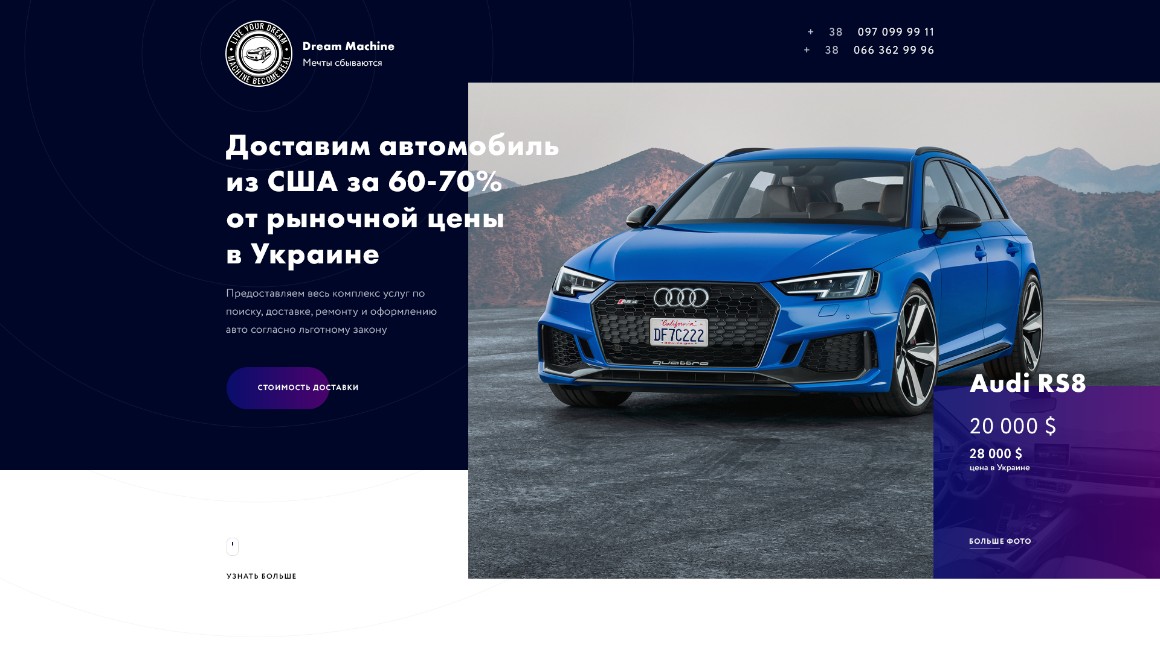 LIVE YOUR DREAM
MACHINE BECOME REAL
Dream Machine
Мечты сбываются
+ 38 097 099 99 11
+ 38 066 362 99 96
Доставим автомобиль
из США за 60-70%
от рыночной цены
в Украине
Предоставляем весь комплекс услуг по
поиску, доставке, ремонту и оформлению
авто согласно льготному закону
СТОИМОСТЬ ДОСТАВКИ
California
DF7C222
quattro
Audi RS8
20 000 $
28 000 $
цена в Украине
БОЛЬШЕ ФОТО
УЗНАТЬ БОЛЬШЕ